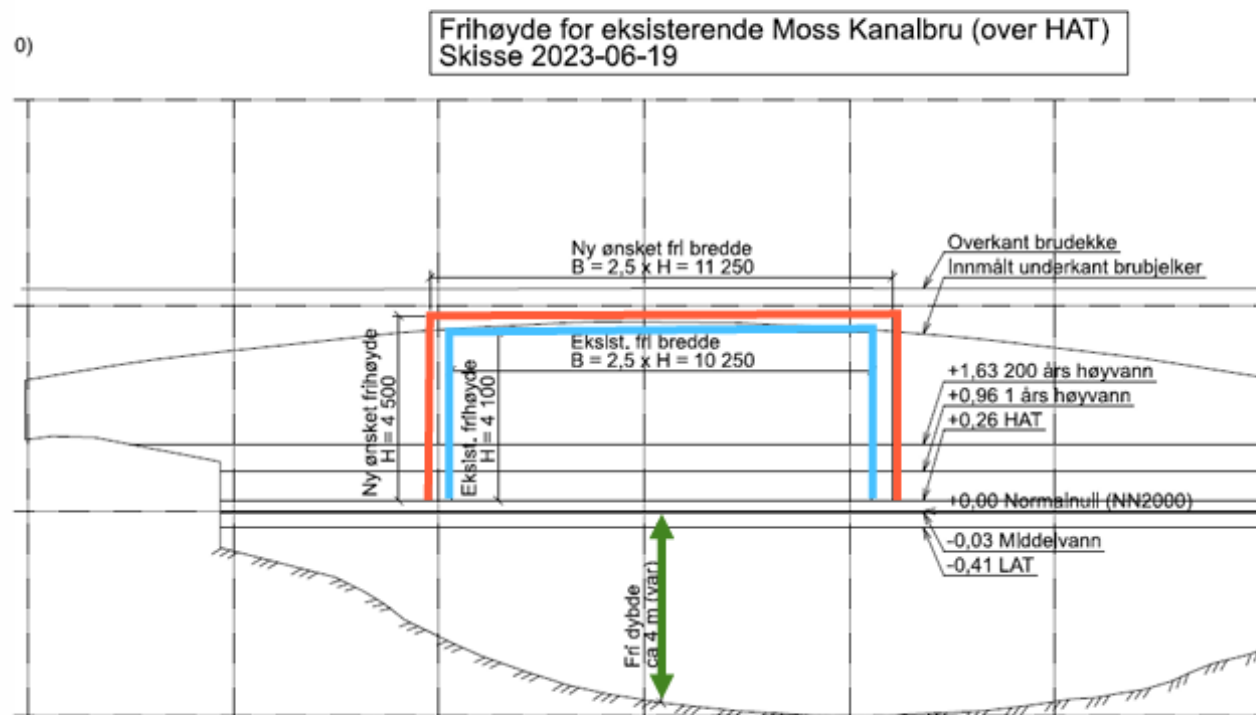 0)
Frihøyde for eksisterende Moss Kanalbru (over HAT)
Skisse 2023-06-19
Ny ønsket fri bredde
B = 2,5 x H = 11 250
Overkant brudekke
Innmålt underkant brubjelker
Eksist. fri bredde
B = 2,5 x H = 10 250
Ny ønsket frihøyde
H = 4 500
Eksist. frihøyde
H = 4 100
+1,63 200 års høyvann
+0,96 1 års høyvann
+0,26 HAT
+0,00 Normalnull (NN2000)
-0,03 Middelvann
-0,41 LAT
Fri dybde
ca 4 m (var)